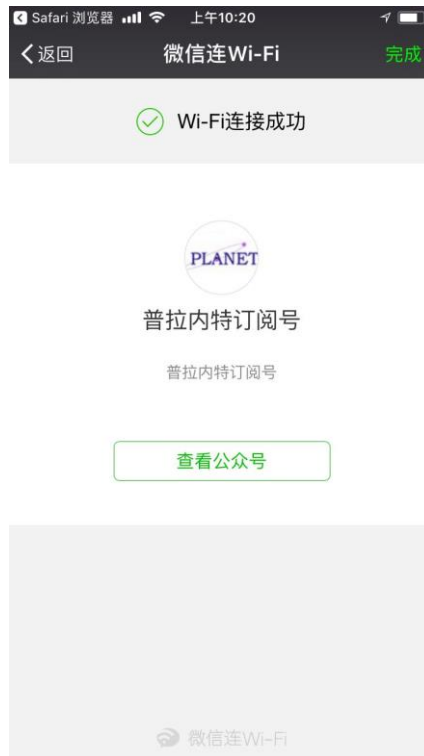 Safari 浏览器 上午10:20
返回 微信连Wi-Fi 完成
Wi-Fi连接成功
PLANET
普拉内特订阅号
普拉内特订阅号
查看公众号
微信连Wi-Fi